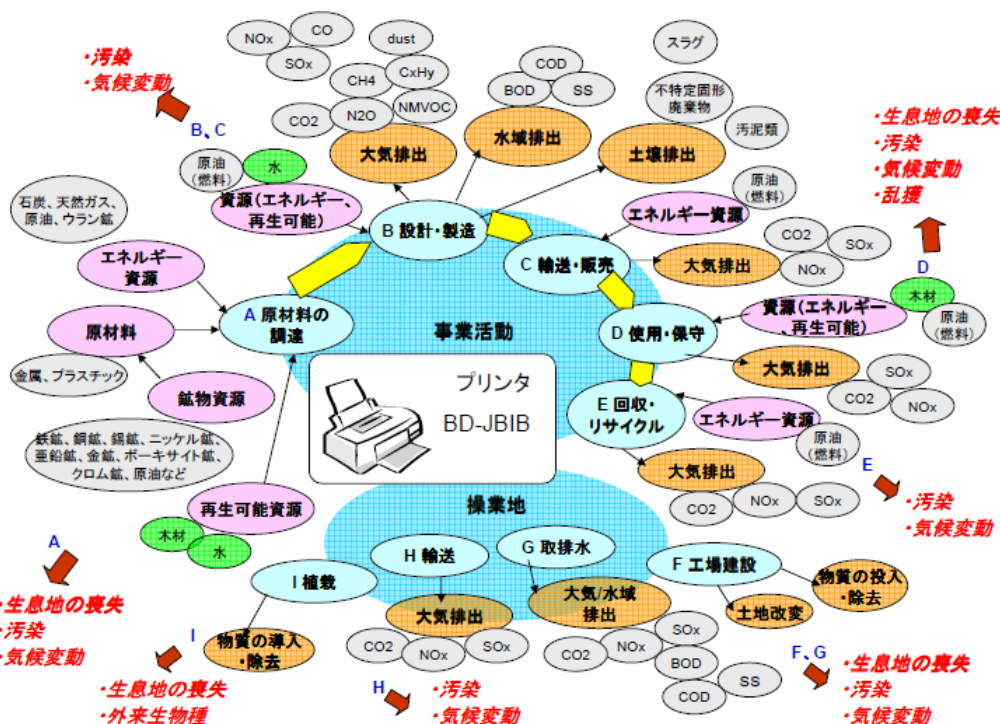 NOx
CO
SOx
dust
CH4
CxHy
CO2
N2O
NMVOC
COD
BOD
SS
スラグ
不特定固形
廃棄物
汚泥類
・汚染
・気候変動
B、C
原油
(燃料)
水
資源(エネルギー、
再生可能)
大気排出
水域排出
土壌排出
原油
(燃料)
エネルギー資源
・生息地の喪失
・汚染
・気候変動
・乱獲
石炭、天然ガス、
原油、ウラン鉱
エネルギー
資源
B 設計・製造
C 輸送・販売
大気排出
CO2
SOx
NOx
D
木材
原油
(燃料)
資源(エネルギー
、再生可能)
原材料
A 原材料の
調達
事業活動
D 使用・保守
大気排出
SOx
CO2
NOx
金属、プラスチック
鉱物資源
プリンタ
BD-JBIB
E 回収・
リサイクル
エネルギー資源
原油
(燃料)
鉄鉱、銅鉱、錫鉱、ニッケル鉱、
亜鉛鉱、金鉱、ボーキサイト鉱、
クロム鉱、原油など
大気排出
CO2
NOx
SOx
E
・汚染
・気候変動
再生可能資源
木材
水
操業地
A
・生息地の喪失
・汚染
・気候変動
I 植栽
H 輸送
G 取排水
F 工場建設
物質の導入
・除去
I
・生息地の喪失
・外来生物種
大気排出
CO2
NOx
SOx
H
・汚染
・気候変動
大気/水域
排出
CO2
NOx
SOx
BOD
COD
SS
土地改変
物質の投入
・除去
F、G
・生息地の喪失
・汚染
・気候変動